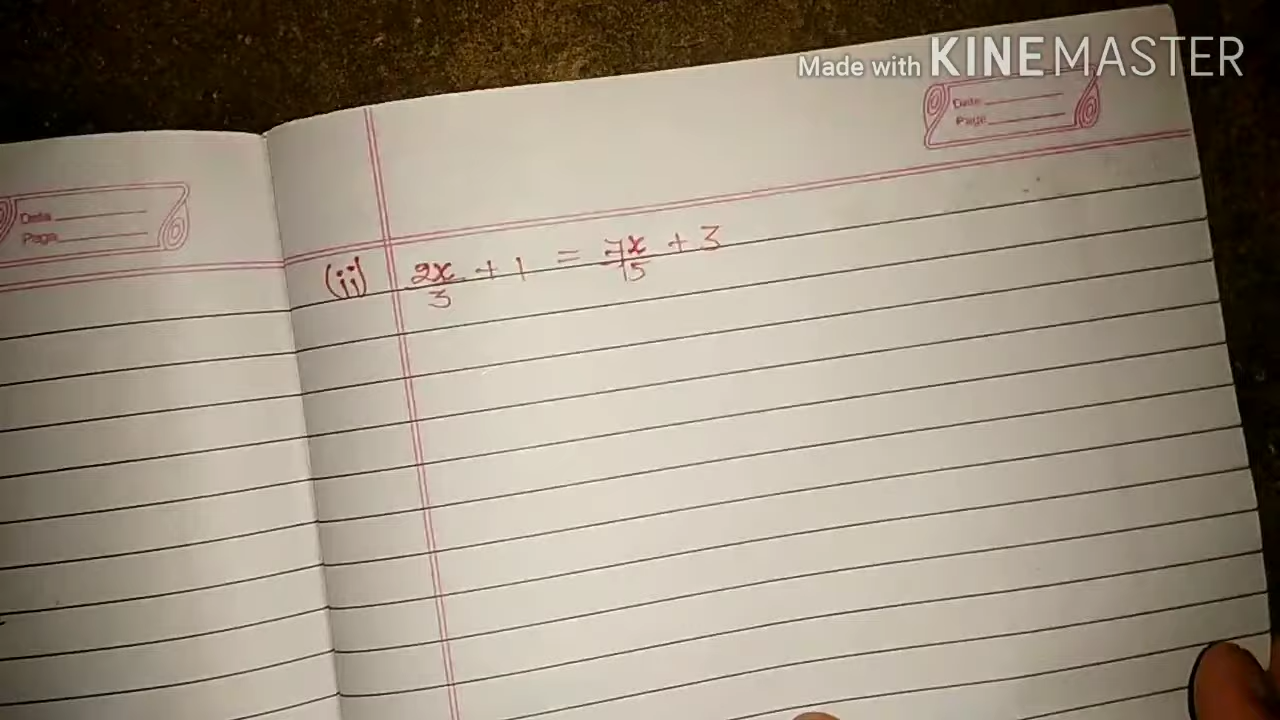 Made with KINEMASTER
Date
Page
Date
Page
(ii) 2x/3 + 1 = 7x/15 + 3